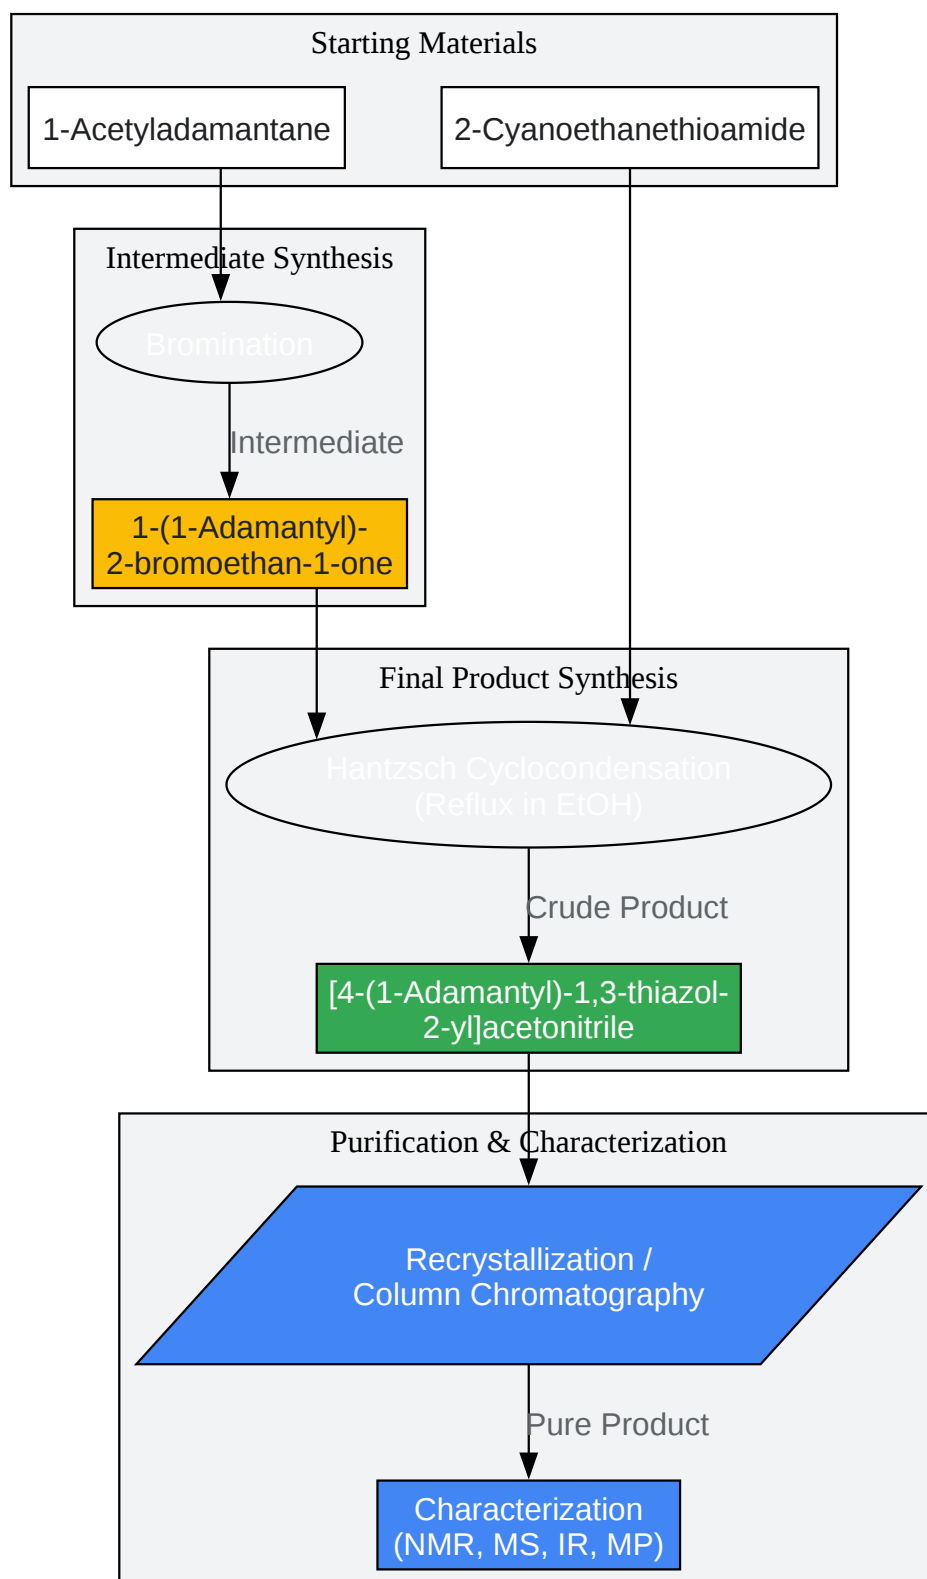 Starting Materials
1-Acetyladamantane
2-Cyanoethanethioamide
Intermediate Synthesis
Bromination
Intermediate
1-(1-Adamantyl)-
2-bromoethan-1-one
Final Product Synthesis
Hantzsch Cyclocondensation
(Reflux in EtOH)
Crude Product
[4-(1-Adamantyl)-1,3-thiazol-
2-yl]acetonitrile
Purification & Characterization
Recrystallization /
Column Chromatography
Pure Product
Characterization
(NMR, MS, IR, MP)